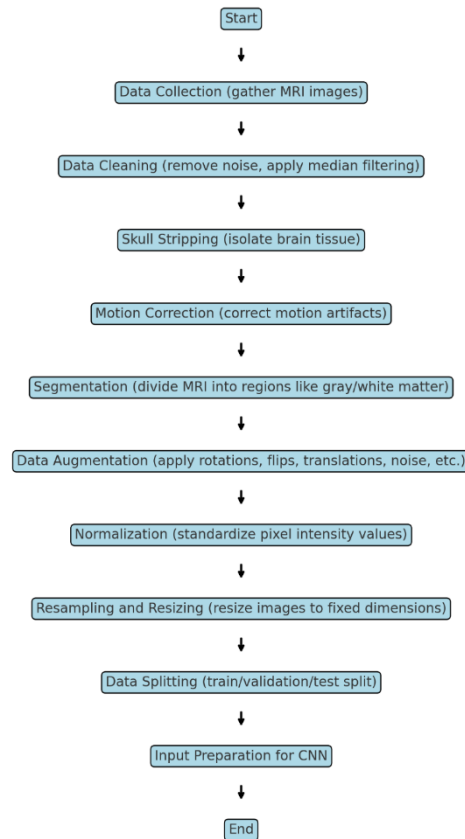 Start
Data Collection (gather MRI images)
Data Cleaning (remove noise, apply median filtering)
Skull Stripping (isolate brain tissue)
Motion Correction (correct motion artifacts)
Segmentation (divide MRI into regions like gray/white matter)
Data Augmentation (apply rotations, flips, translations, noise, etc.)
Normalization (standardize pixel intensity values)
Resampling and Resizing (resize images to fixed dimensions)
Data Splitting (train/validation/test split)
Input Preparation for CNN
End